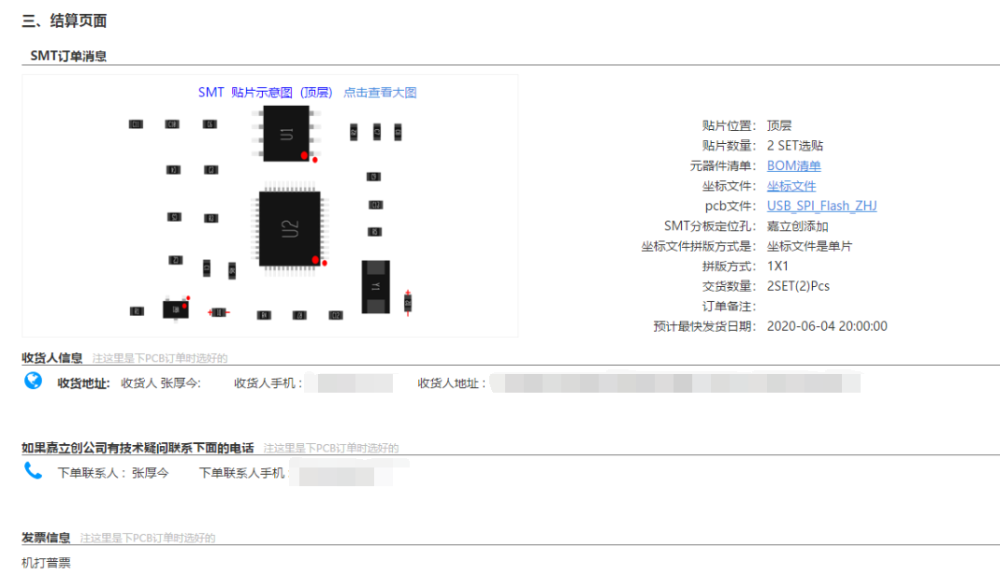 三、结算页面
SMT订单消息
SMT 贴片示意图 (顶层) 点击查看大图
U1
U2
Y1
贴片位置： 顶层
贴片数量： 2 SET选贴
元器件清单： BOM清单
坐标文件： 坐标文件
pcb文件： USB_SPI_Flash_ZHJ
SMT分板定位孔： 嘉立创添加
坐标文件拼版方式是： 坐标文件是单片
拼版方式： 1X1
交货数量： 2SET(2)Pcs
订单备注：
预计最快发货日期： 2020-06-04 20:00:00
收货人信息 注这里是下PCB订单时选好的
收货地址: 收货人 张厚今: 收货人手机 : 收货人地址 :
如果嘉立创公司有技术疑问联系下面的电话 注这里是下PCB订单时选好的
下单联系人 : 张厚今 下单联系人手机
发票信息 注这里是下PCB订单时选好的
机打普票